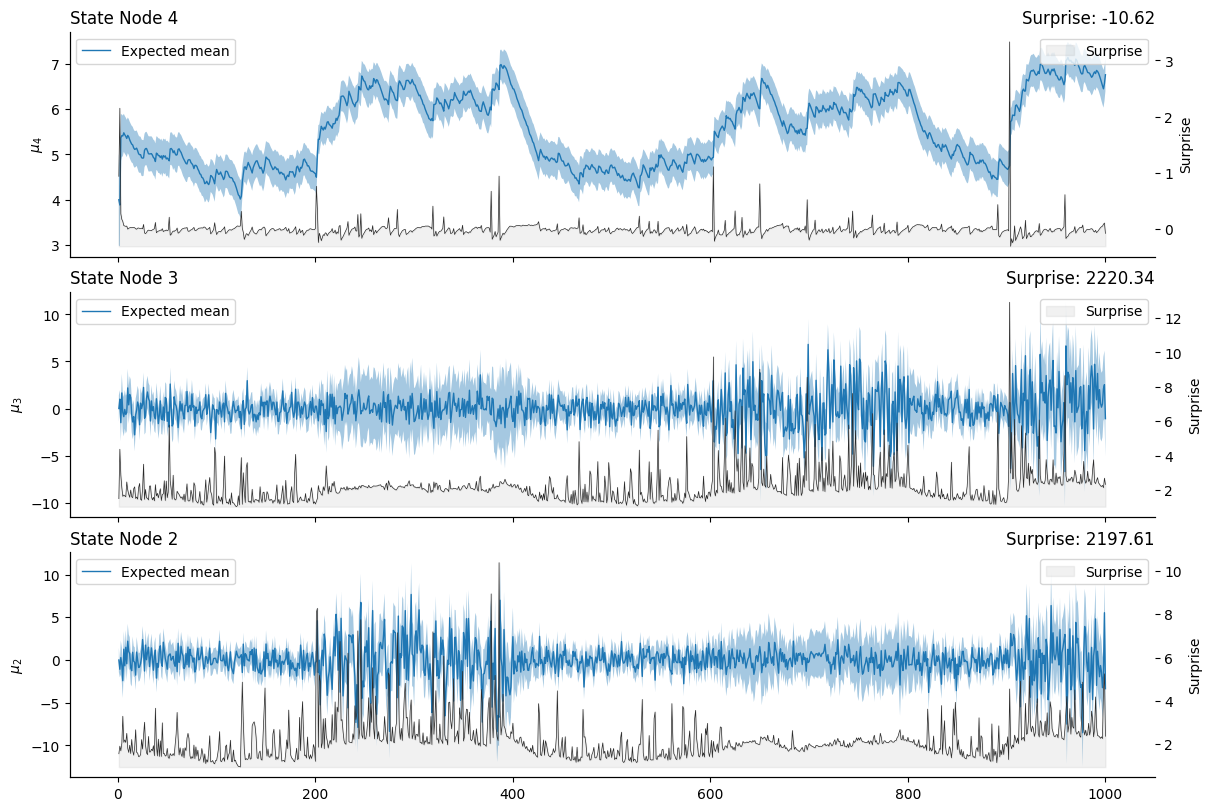 State Node 4 Surprise: -10.62
Expected mean
Surprise
7
6
5
4
3
μ4
3
2
1
0
Surprise
State Node 3 Surprise: 2220.34
Expected mean
Surprise
10
5
0
−5
−10
μ3
12
10
8
6
4
2
Surprise
State Node 2 Surprise: 2197.61
Expected mean
Surprise
10
5
0
−5
−10
μ2
10
8
6
4
2
Surprise
0 200 400 600 800 1000